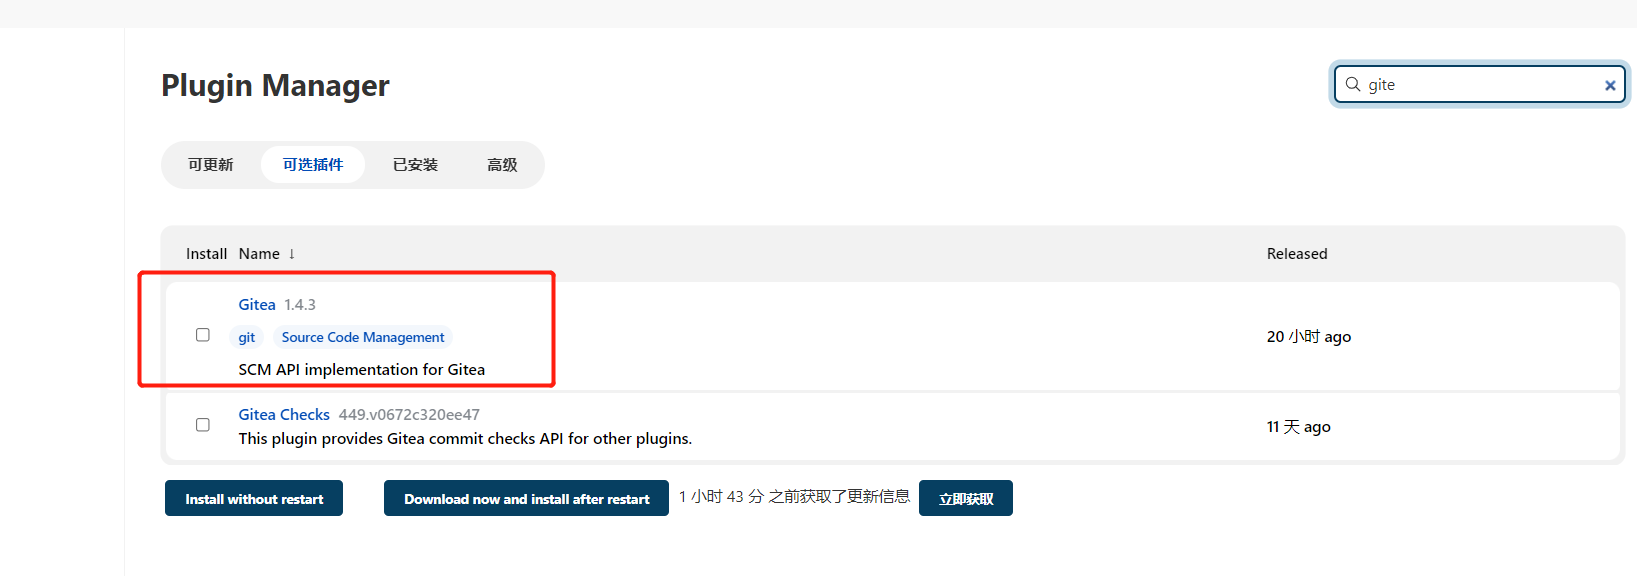 Plugin Manager
gite
可更新 可选插件 已安装 高级
Install Name ↓ Released
Gitea 1.4.3
git Source Code Management
20 小时 ago
SCM API implementation for Gitea
Gitea Checks 449.v0672c320ee47
11 天 ago
This plugin provides Gitea commit checks API for other plugins.
Install without restart Download now and install after restart 1 小时 43 分 之前获取了更新信息 立即获取